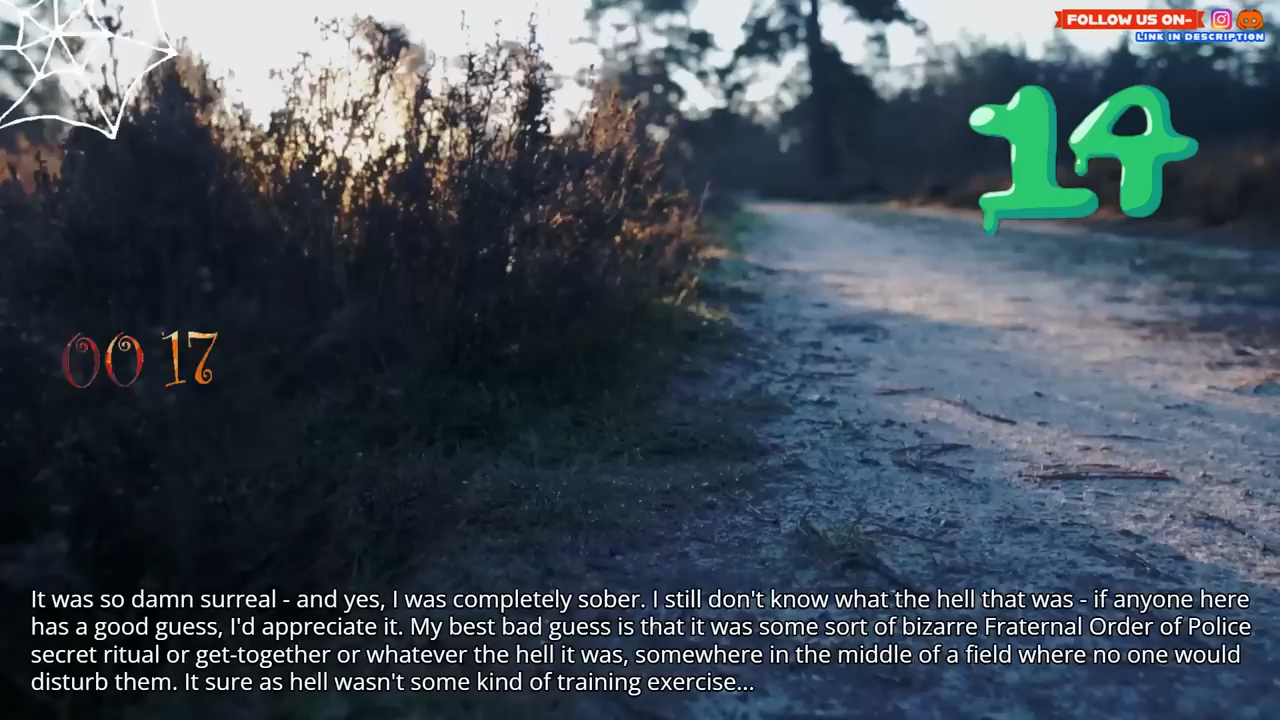 FOLLOW US ON-
LINK IN DESCRIPTION
14
00 17
It was so damn surreal - and yes, I was completely sober. I still don't know what the hell that was - if anyone here
has a good guess, I'd appreciate it. My best bad guess is that it was some sort of bizarre Fraternal Order of Police
secret ritual or get-together or whatever the hell it was, somewhere in the middle of a field where no one would
disturb them. It sure as hell wasn't some kind of training exercise...